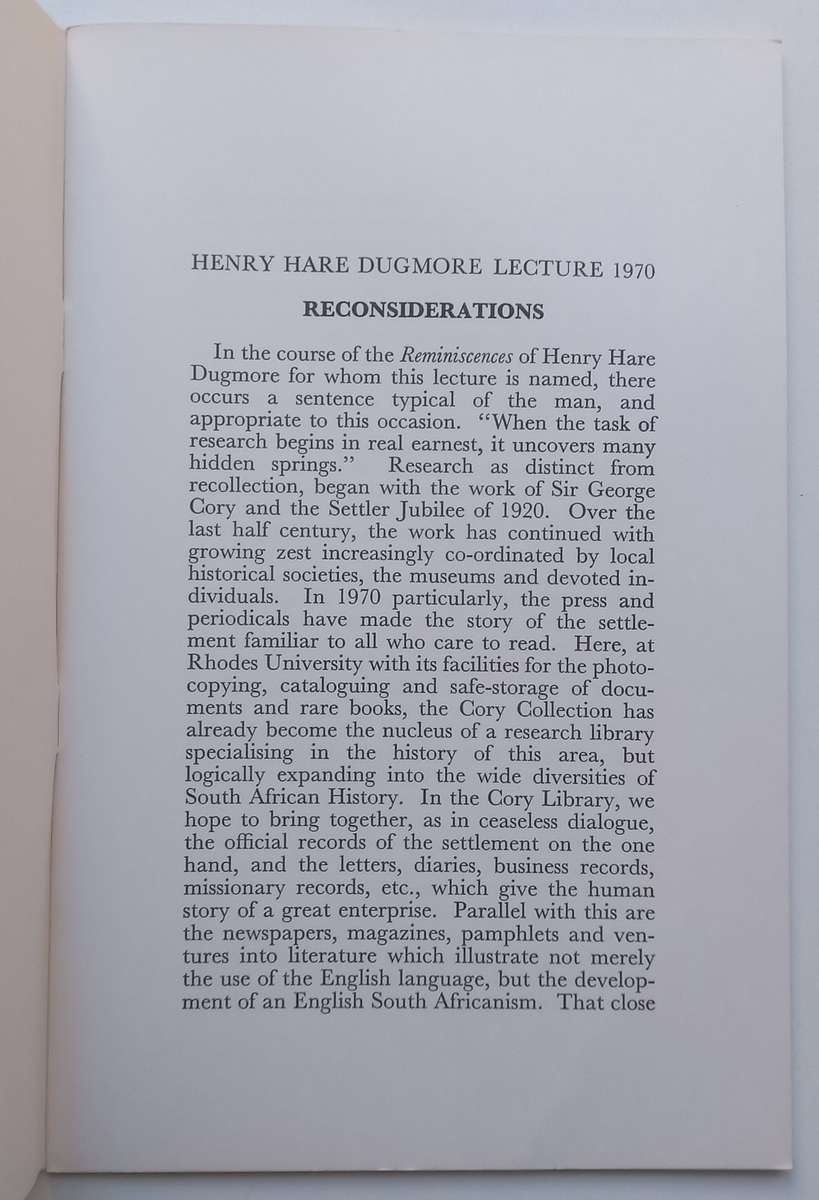 HENRY HARE DUGMORE LECTURE 1970
RECONSIDERATIONS
In the course of the Reminiscences of Henry Hare
Dugmore for whom this lecture is named, there
occurs a sentence typical of the man, and
appropriate to this occasion. “When the task of
research begins in real earnest, it uncovers many
hidden springs.” Research as distinct from
recollection, began with the work of Sir George
Cory and the Settler Jubilee of 1920. Over the
last half century, the work has continued with
growing zest increasingly co-ordinated by local
historical societies, the museums and devoted in-
dividuals. In 1970 particularly, the press and
periodicals have made the story of the settle-
ment familiar to all who care to read. Here, at
Rhodes University with its facilities for the photo-
copying, cataloguing and safe-storage of docu-
ments and rare books, the Cory Collection has
already become the nucleus of a research library
specialising in the history of this area, but
logically expanding into the wide diversities of
South African History. In the Cory Library, we
hope to bring together, as in ceaseless dialogue,
the official records of the settlement on the one
hand, and the letters, diaries, business records,
missionary records, etc., which give the human
story of a great enterprise. Parallel with this are
the newspapers, magazines, pamphlets and ven-
tures into literature which illustrate not merely
the use of the English language, but the develop-
ment of an English South Africanism. That close